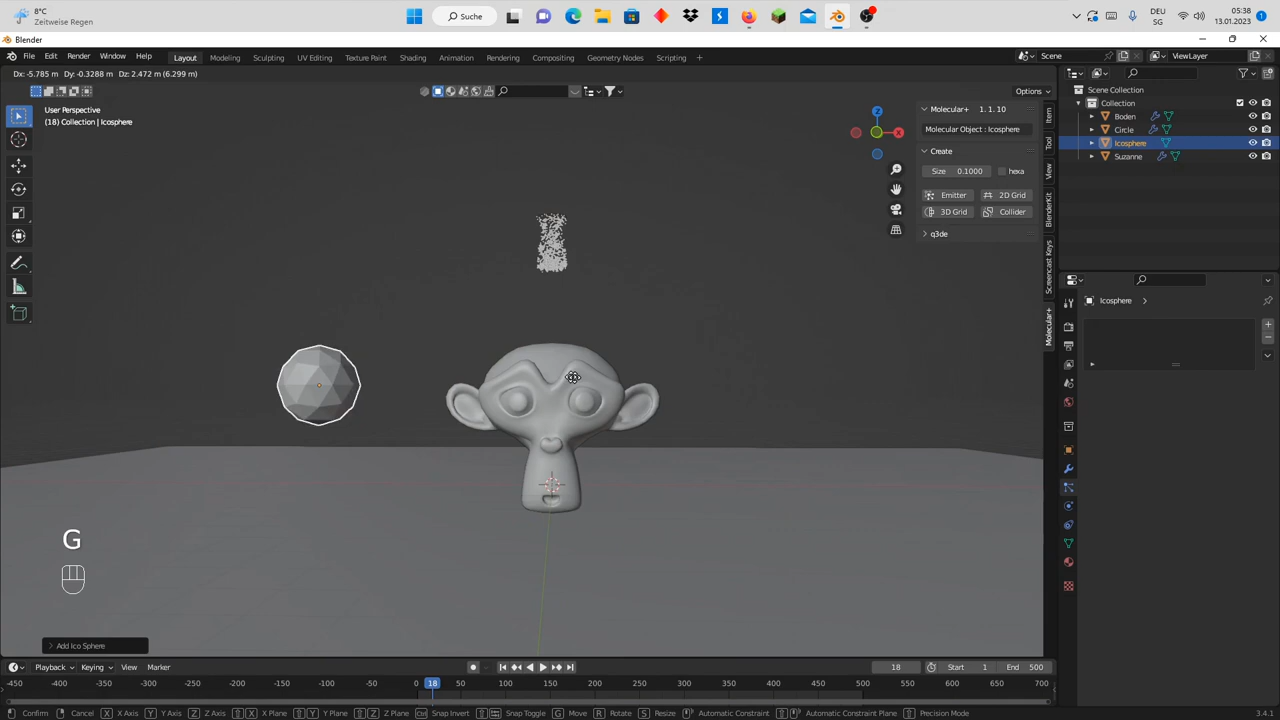 8°C
Zeitweise Regen
Suche
DEU
SG
05:38
13.01.2023
1
Blender
File Edit Render Window Help
Layout Modeling Sculpting UV Editing Texture Paint Shading Animation Rendering Compositing Geometry Nodes Scripting +
Scene
ViewLayer
Dx: -5.785 m Dy: -0.3288 m Dz: 2.472 m (6.299 m)
Options
User Perspective
(18) Collection | Icosphere
Z
X
Molecular+ 1. 1. 10
Molecular Object : Icosphere
Create
Size 0.1000 hexa
Emitter 2D Grid
3D Grid Collider
q3de
Item
Tool
View
BlenderKit
Screencast Keys
Molecular+
Scene Collection
Collection
Boden
Circle
Icosphere
Suzanne
Icosphere
G
Add Ico Sphere
Playback Keying View Marker
18 Start 1 End 500
-450 -400 -350 -300 -250 -200 -150 -100 -50 0 18 50 100 150 200 250 300 350 400 450 500 550 600 650 700
Confirm Cancel X X Axis Y Y Axis Z Z Axis X X Plane Y Y Plane Z Z Plane Ctrl Snap Invert Snap Toggle G Move R Rotate S Resize Automatic Constraint Automatic Constraint Plane Precision Mode
3.4.1